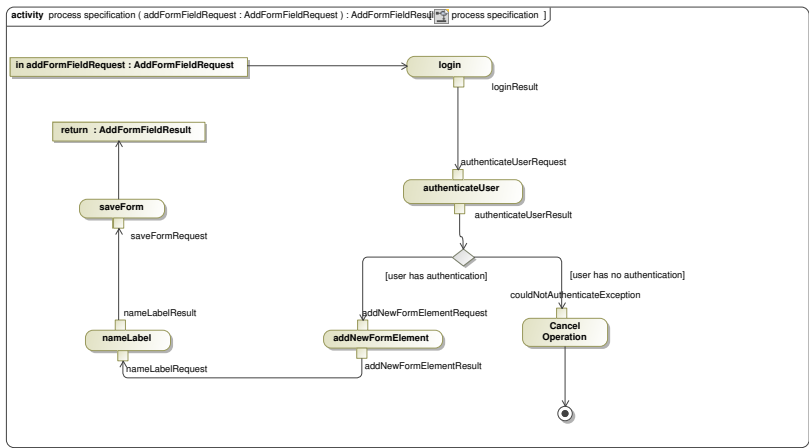 activity process specification ( addFormFieldRequest : AddFormFieldRequest ) : AddFormFieldResult [ process specification ]
in addFormFieldRequest : AddFormFieldRequest
login
loginResult
return : AddFormFieldResult
authenticateUserRequest
authenticateUser
saveForm
authenticateUserResult
saveFormRequest
[user has authentication]
[user has no authentication]
couldNotAuthenticateException
nameLabelResult
addNewFormElementRequest
nameLabel
addNewFormElement
Cancel
Operation
nameLabelRequest
addNewFormElementResult